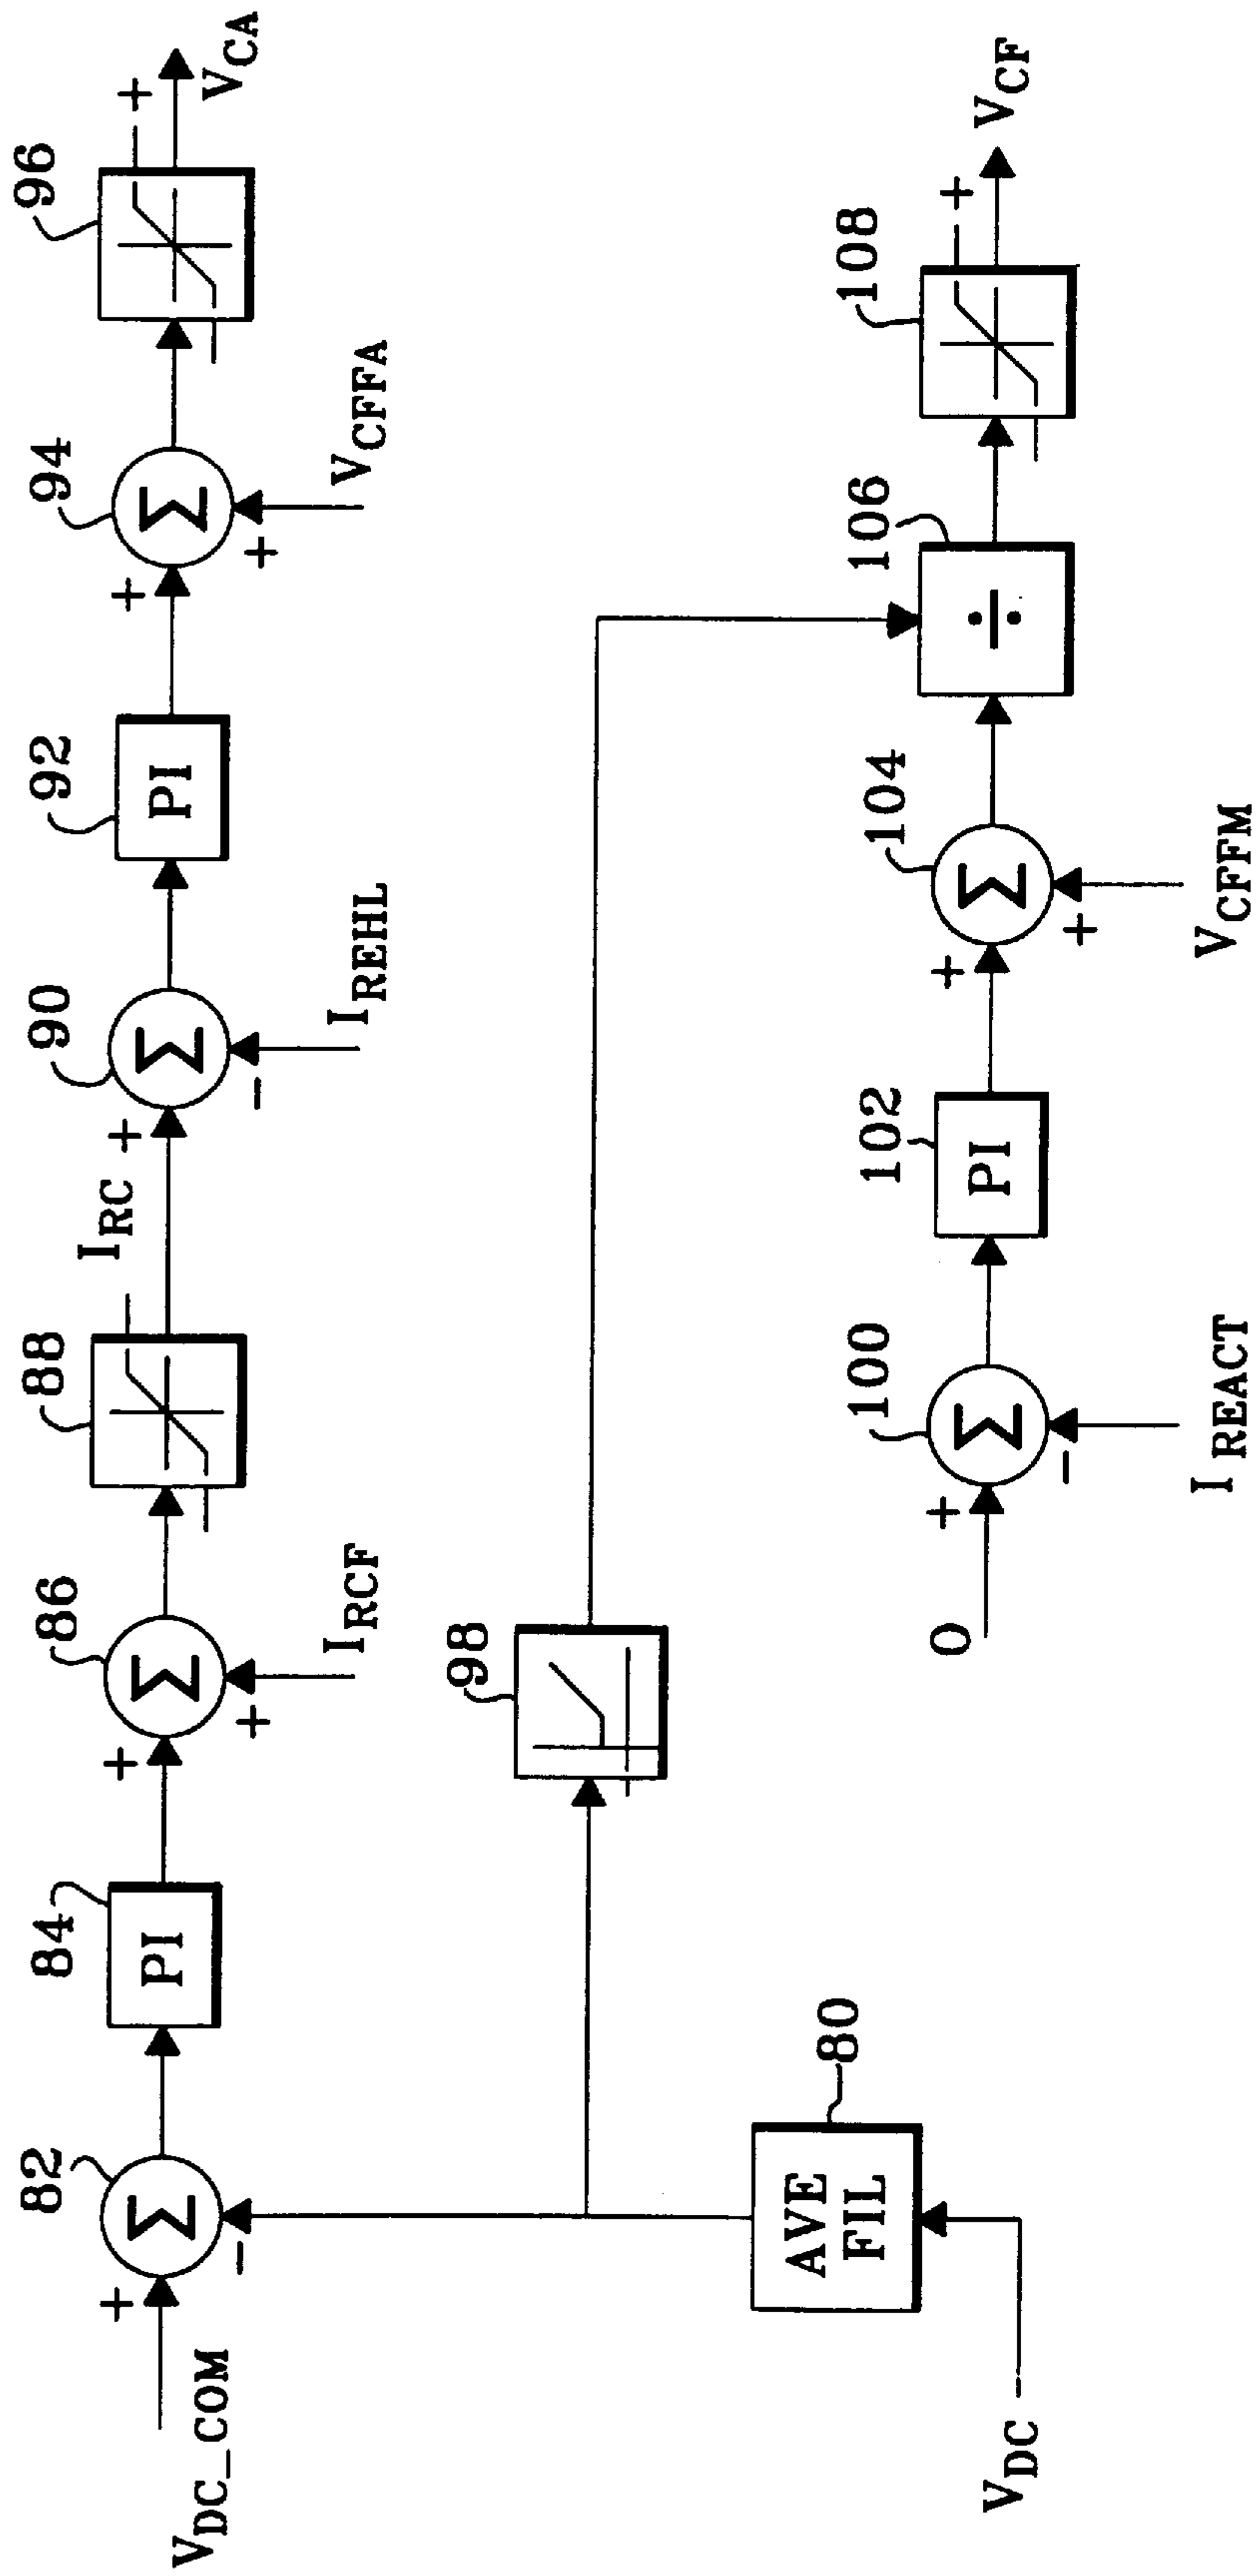 82
84
86
88
90
92
94
96
V_DC_COM
+
-
Σ
PI
+
+
Σ
I_RCF
I_RC
+
-
Σ
I_REHL
PI
+
+
Σ
V_CFFA
+
V_CA
98
80
AVE
FIL
V_DC
100
102
104
106
108
0
+
-
Σ
I_REACT
PI
+
+
Σ
V_CFFM
÷
+
V_CF